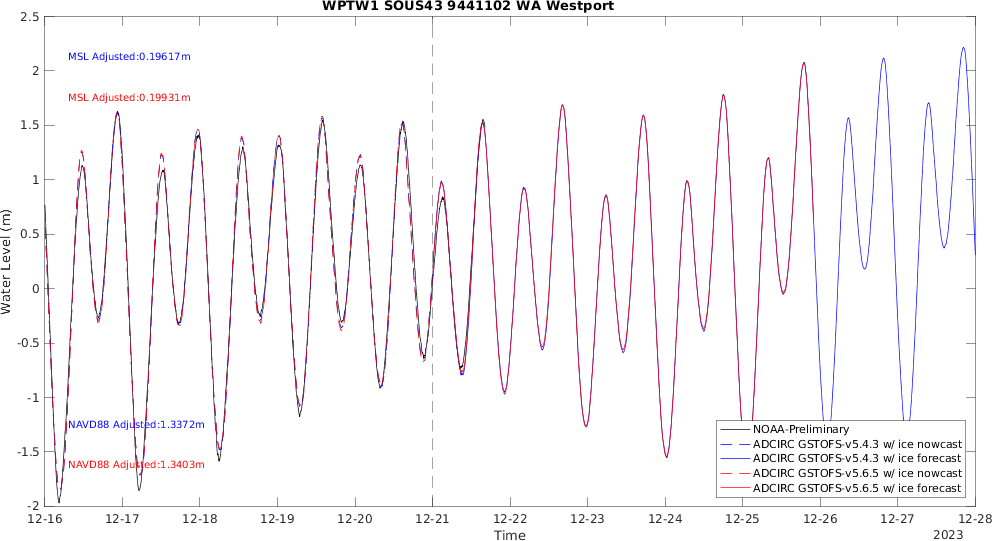 WPTW1 SOUS43 9441102 WA Westport
2.5
2
1.5
1
0.5
0
-0.5
-1
-1.5
-2
Water Level (m)
MSL Adjusted:0.19617m
MSL Adjusted:0.19931m
NAVD88 Adjusted:1.3372m
NAVD88 Adjusted:1.3403m
NOAA-Preliminary
ADCIRC GSTOFS-v5.4.3 w/ ice nowcast
ADCIRC GSTOFS-v5.4.3 w/ ice forecast
ADCIRC GSTOFS-v5.6.5 w/ ice nowcast
ADCIRC GSTOFS-v5.6.5 w/ ice forecast
12-16 12-17 12-18 12-19 12-20 12-21 12-22 12-23 12-24 12-25 12-26 12-27 12-28
Time
2023